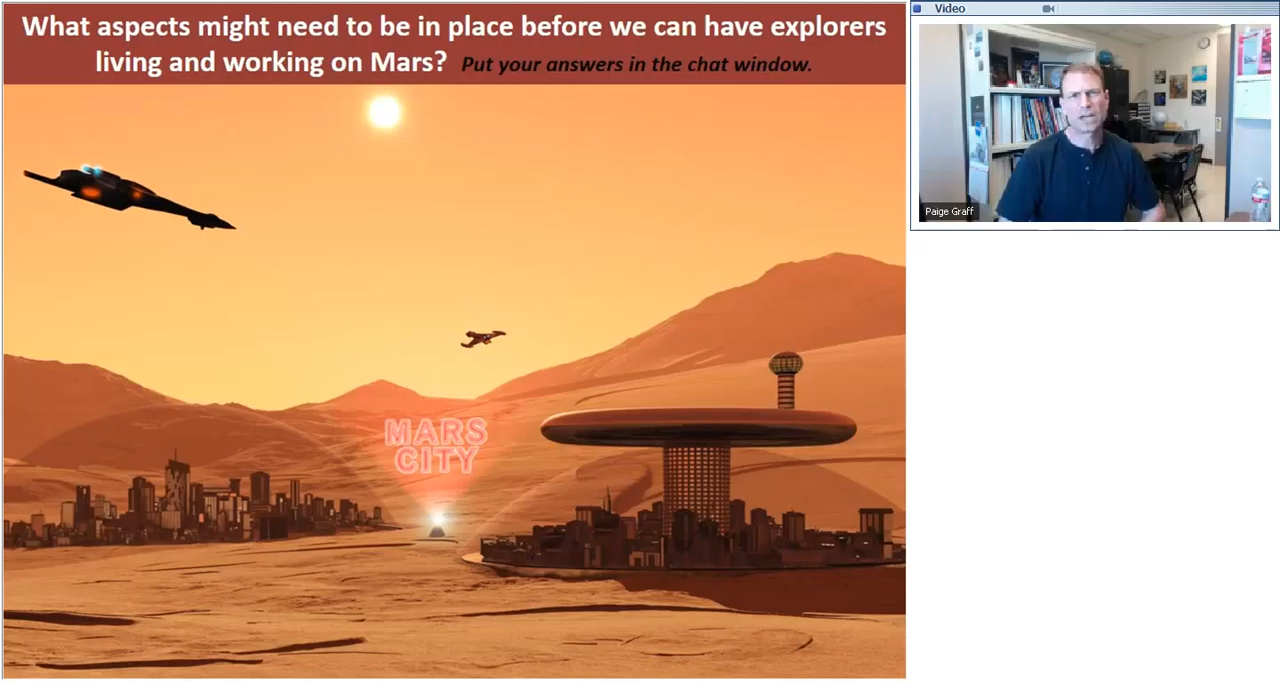 What aspects might need to be in place before we can have explorers
living and working on Mars? Put your answers in the chat window.
MARS
CITY
Video
Paige Graff